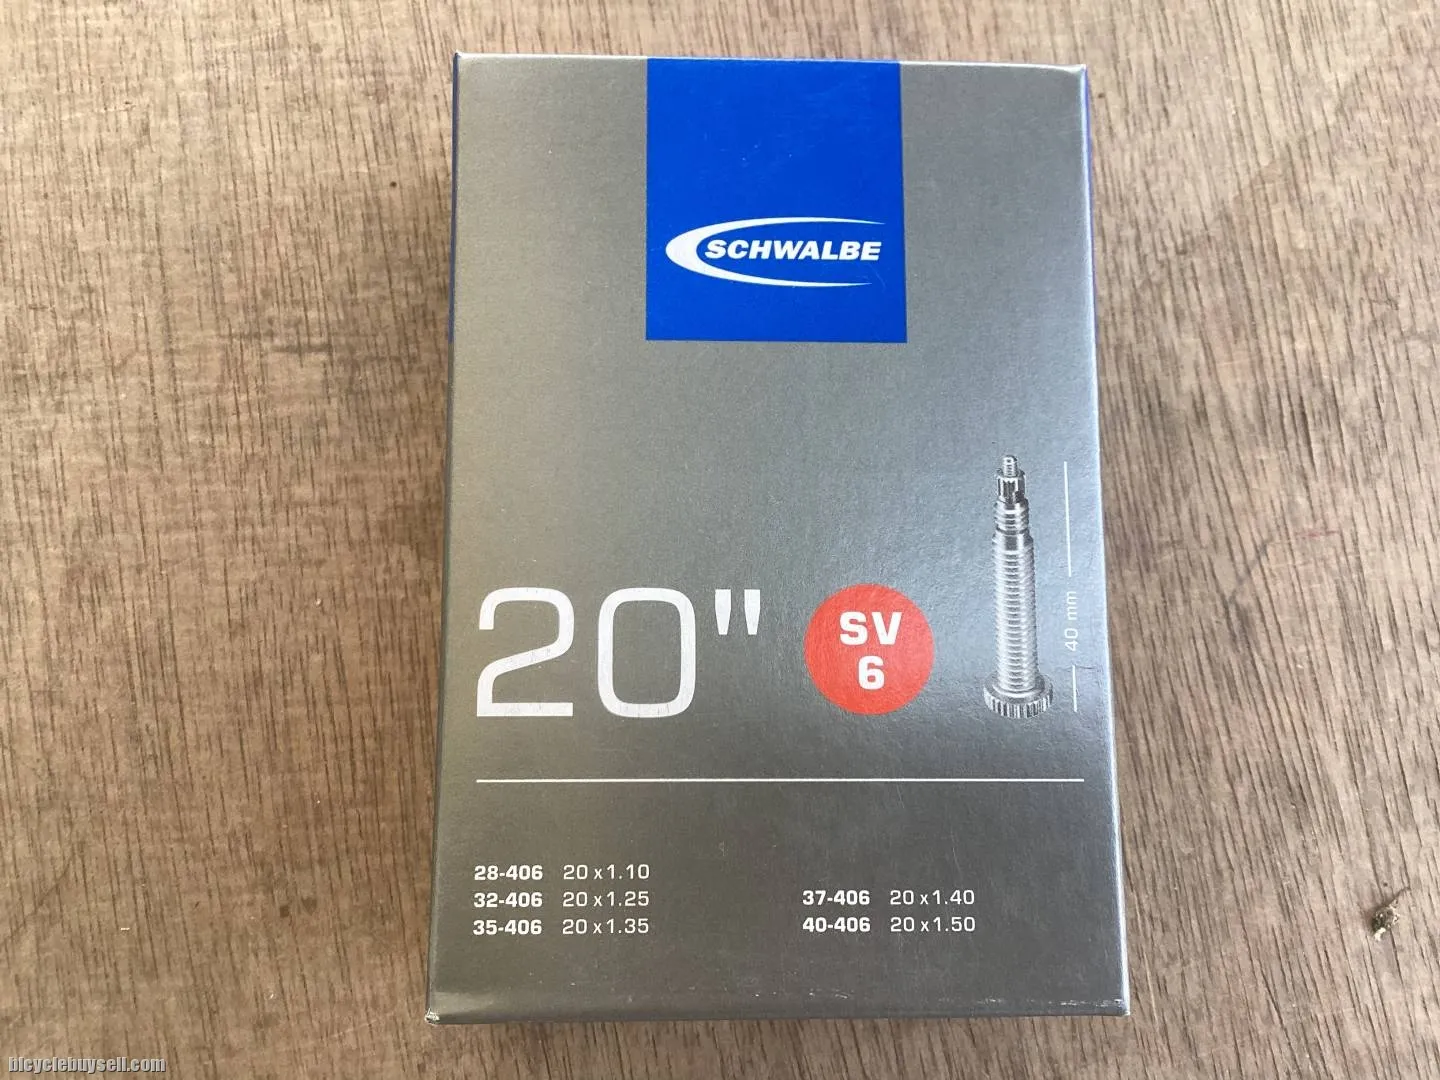 SCHWALBE
20"
SV
6
40 mm
28-406 20 x 1.10
32-406 20 x 1.25
35-406 20 x 1.35
37-406 20 x 1.40
40-406 20 x 1.50
bicyclebuysell.com